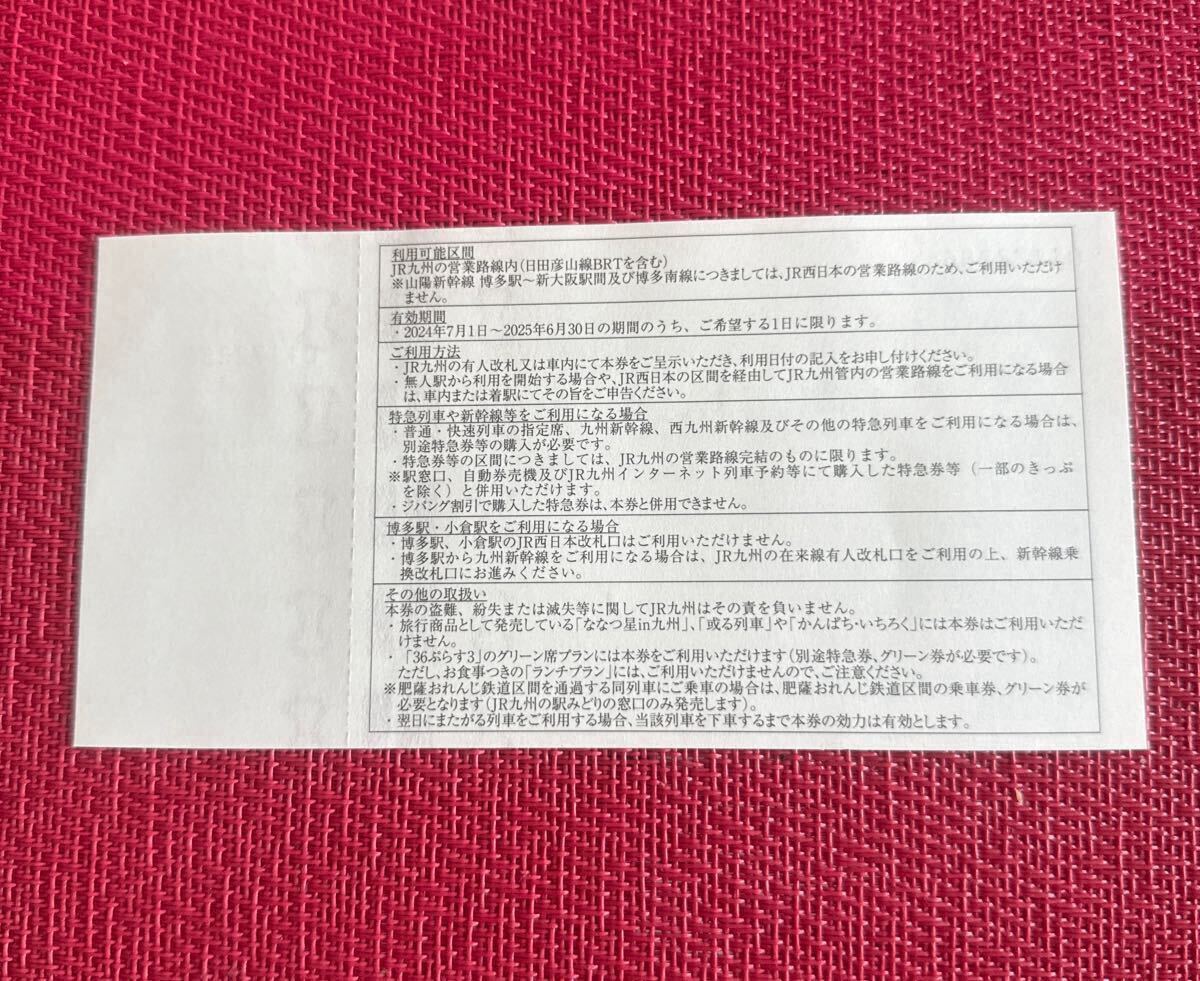 利用可能区間
JR九州の営業路線内(日田彦山線BRTを含む)
※山陽新幹線 博多駅〜新大阪駅間及び博多南線につきましては、JR西日本の営業路線のため、ご利用いただけ
ません。
有効期間
・2024年7月1日〜2025年6月30日の期間のうち、ご希望する1日に限ります。
ご利用方法
・JR九州の有人改札又は車内にて本券をご呈示いただき、利用日付の記入をお申し付けください。
・無人駅から利用を開始する場合や、JR西日本の区間を経由してJR九州管内の営業路線をご利用になる場合
は、車内または着駅にてその旨をご申告ください。
特急列車や新幹線等をご利用になる場合
・普通・快速列車の指定席、九州新幹線、西九州新幹線及びその他の特急列車をご利用になる場合は、
別途特急券等の購入が必要です。
・特急券等の区間につきましては、JR九州の営業路線完結のものに限ります。
※駅窓口、自動券売機及びJR九州インターネット列車予約等にて購入した特急券等(一部のきっぷ
を除く)と併用いただけます。
・ジパング割引で購入した特急券は、本券と併用できません。
博多駅・小倉駅をご利用になる場合
・博多駅、小倉駅のJR西日本改札口はご利用いただけません。
・博多駅から九州新幹線をご利用になる場合は、JR九州の在来線有人改札口をご利用の上、新幹線乗
換改札口にお進みください。
その他の取扱い
本券の盗難、紛失または滅失等に関してJR九州はその責を負いません。
・旅行商品として発売している「ななつ星in九州」、「或る列車」や「かんぱち・いちろく」には本券はご利用いただ
けません。
・「36ぷらす3」のグリーン席プランには本券をご利用いただけます(別途特急券、グリーン券が必要です)。
ただし、お食事つきの「ランチプラン」には、ご利用いただけませんので、ご注意ください。
※肥薩おれんじ鉄道区間を通過する同列車にご乗車の場合は、肥薩おれんじ鉄道区間の乗車券、グリーン券が
必要となります(JR九州の駅みどりの窓口のみ発売します)。
・翌日にまたがる列車をご利用する場合、当該列車を下車するまで本券の効力は有効とします。